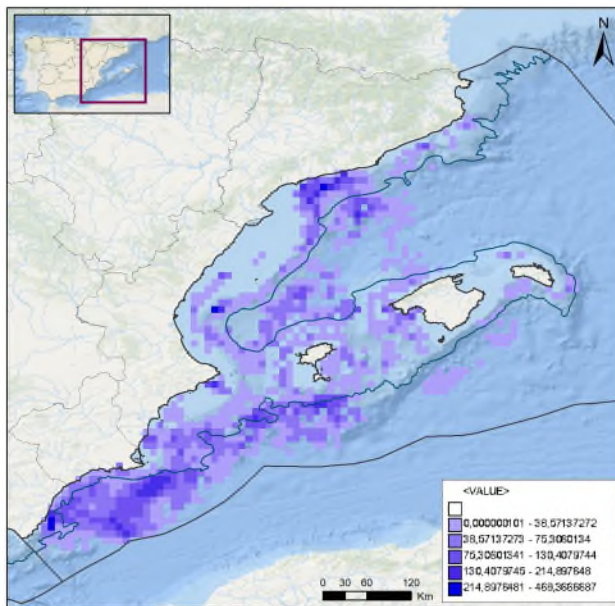 N
<VALUE>
0,000000101 - 38,57137272
38,57137273 - 75,3060134
75,30601341 - 130,4079744
130,4079745 - 214,897648
214,8976481 - 468,3666687
0 30 60 120
Km